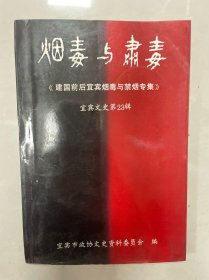 烟毒与肃毒
《建国前后宜宾烟毒与禁烟专集》
宜宾文史第23辑
宜宾市政协文史资料委员会 编